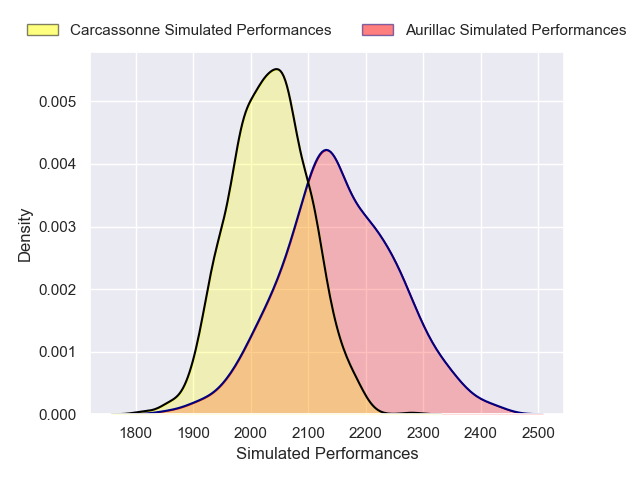 Carcassonne Simulated Performances Aurillac Simulated Performances
0.005
0.004
0.003
0.002
0.001
0.000
Density
1800 1900 2000 2100 2200 2300 2400 2500
Simulated Performances